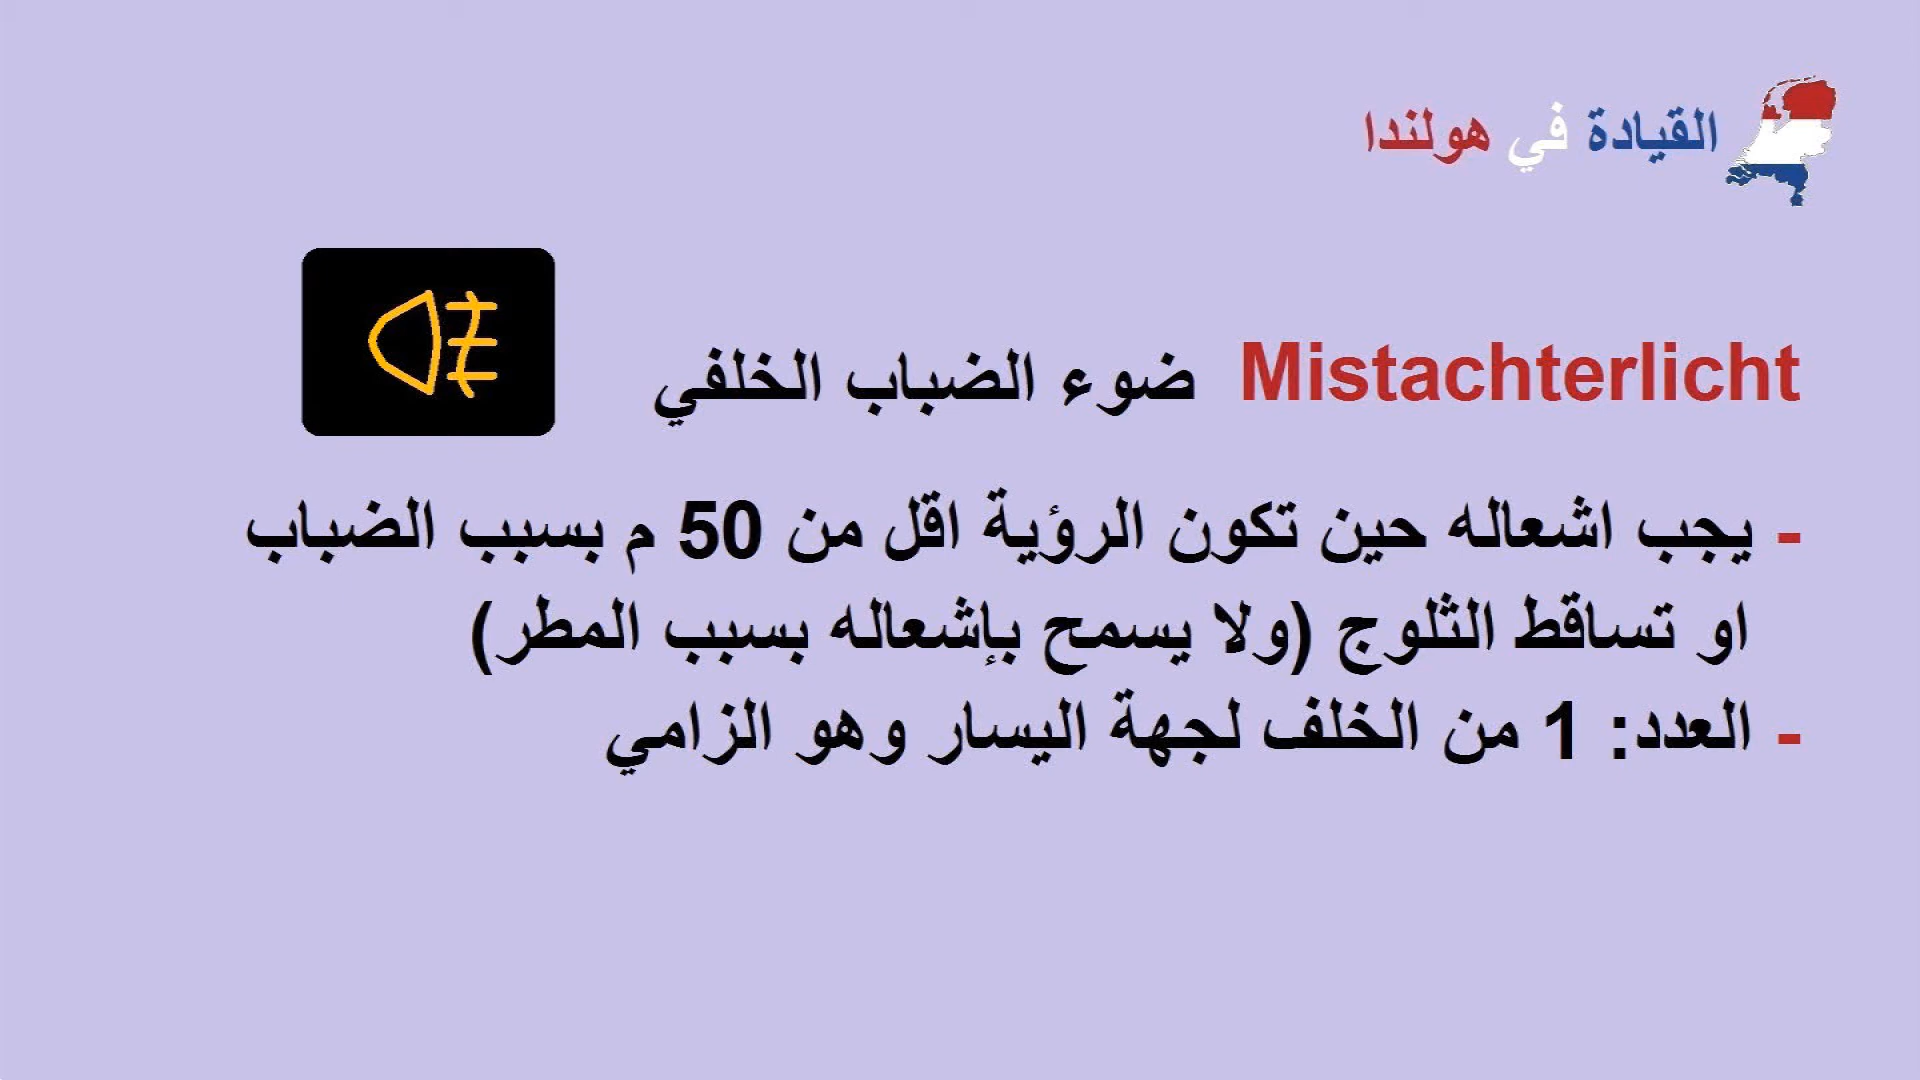 القيادة في هولندا
Mistachterlicht ضوء الضباب الخلفي
- يجب اشعاله حين تكون الرؤية اقل من 50 م بسبب الضباب
او تساقط الثلوج (ولا يسمح بإشعاله بسبب المطر)
- العدد: 1 من الخلف لجهة اليسار وهو الزامي